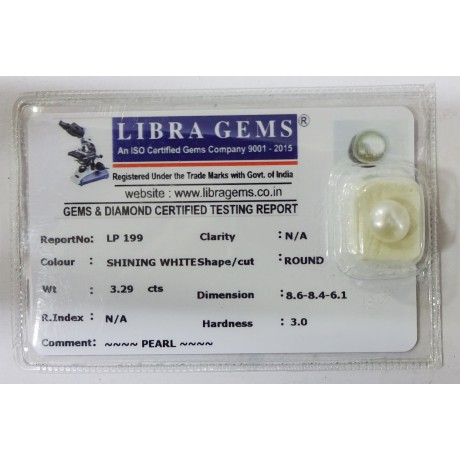 LIBRA GEMS ®
An ISO Certified Gems Company 9001 - 2015
Registered Under the Trade Marks with Govt. of India
website : www.libragems.co.in
GEMS & DIAMOND CERTIFIED TESTING REPORT
ReportNo: LP 199 Clarity : N/A
Colour : SHINING WHITE Shape/cut : ROUND
Wt : 3.29 cts Dimension : 8.6-8.4-6.1
R.Index : N/A Hardness : 3.0
Comment: ~~~~ PEARL ~~~~